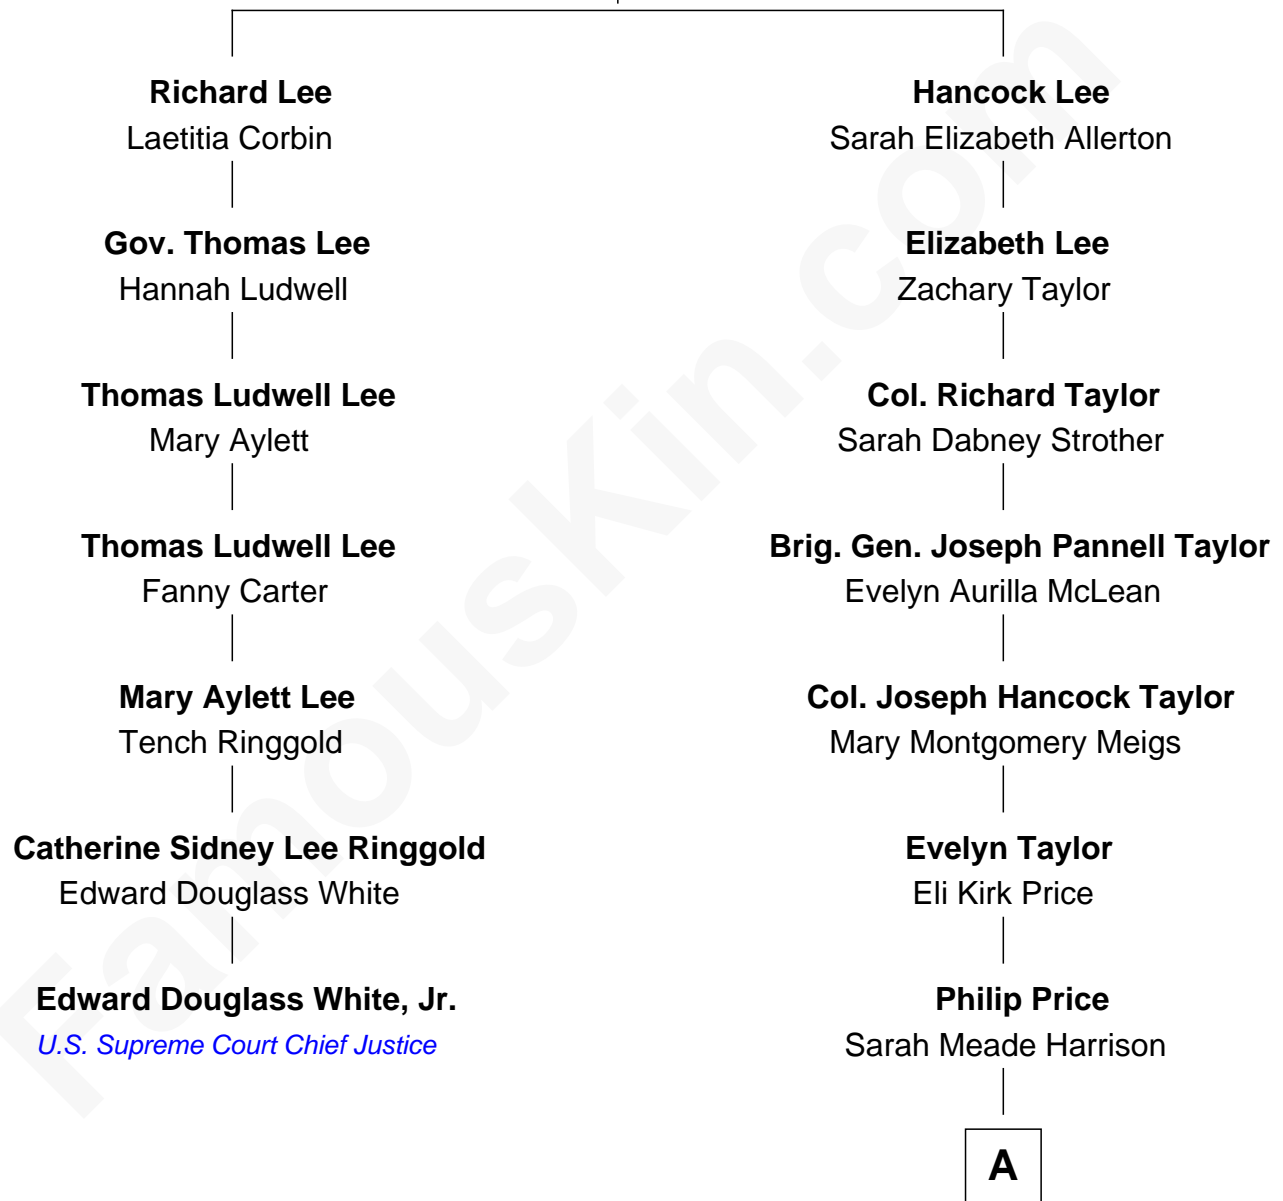 Richard Lee
Laetitia Corbin
Gov. Thomas Lee
Hannah Ludwell
Thomas Ludwell Lee
Mary Aylett
Thomas Ludwell Lee
Fanny Carter
Mary Aylett Lee
Tench Ringgold
Catherine Sidney Lee Ringgold
Edward Douglass White
Edward Douglass White, Jr.
U.S. Supreme Court Chief Justice
Hancock Lee
Sarah Elizabeth Allerton
Elizabeth Lee
Zachary Taylor
Col. Richard Taylor
Sarah Dabney Strother
Brig. Gen. Joseph Pannell Taylor
Evelyn Aurilla McLean
Col. Joseph Hancock Taylor
Mary Montgomery Meigs
Evelyn Taylor
Eli Kirk Price
Philip Price
Sarah Meade Harrison
A
FamousKin.com